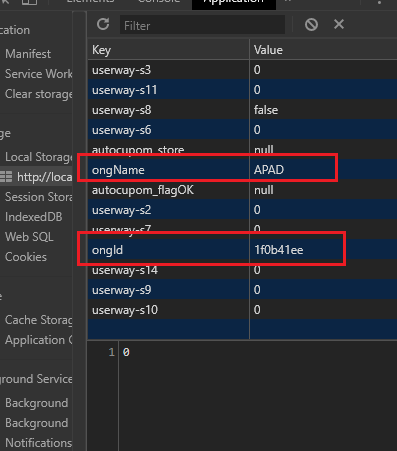 Elements Console Application
cation
Manifest
Service Work
Clear storage
age
Local Storage
http://loca
Session Stora
IndexedDB
Web SQL
Cookies
e
Cache Storag
Application C
ground Service
Background
Background
Notifications
Filter
Key Value
userway-s3 0
userway-s11 0
userway-s8 false
userway-s6 0
autocupom_store null
ongName APAD
autocupom_flagOK null
userway-s2 0
userway-s7 0
ongId 1f0b41ee
userway-s14 0
userway-s9 0
userway-s10 0
1 0